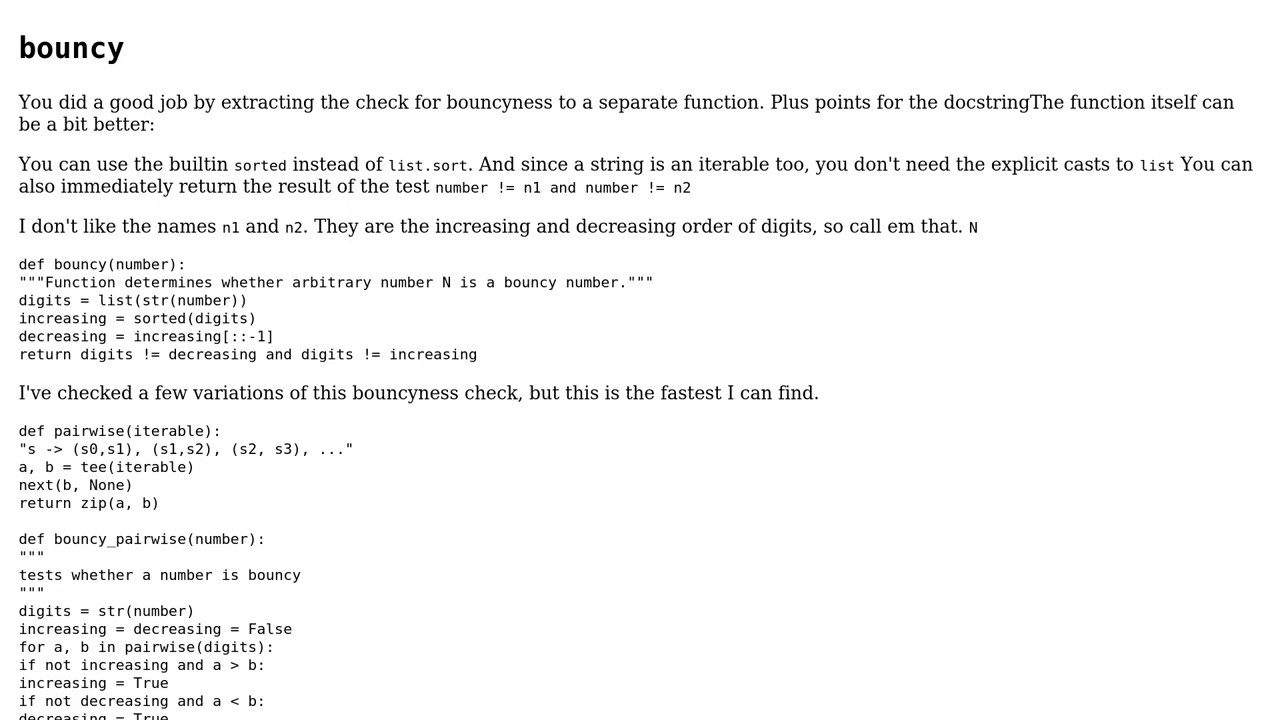 bouncy
You did a good job by extracting the check for bouncyness to a separate function. Plus points for the docstringThe function itself can
be a bit better:
You can use the builtin sorted instead of list.sort. And since a string is an iterable too, you don't need the explicit casts to list You can
also immediately return the result of the test number != n1 and number != n2
I don't like the names n1 and n2. They are the increasing and decreasing order of digits, so call em that. N
def bouncy(number):
"""Function determines whether arbitrary number N is a bouncy number."""
digits = list(str(number))
increasing = sorted(digits)
decreasing = increasing[::-1]
return digits != decreasing and digits != increasing
I've checked a few variations of this bouncyness check, but this is the fastest I can find.
def pairwise(iterable):
"s -> (s0,s1), (s1,s2), (s2, s3), ..."
a, b = tee(iterable)
next(b, None)
return zip(a, b)
def bouncy_pairwise(number):
"""
tests whether a number is bouncy
"""
digits = str(number)
increasing = decreasing = False
for a, b in pairwise(digits):
if not increasing and a > b:
increasing = True
if not decreasing and a < b:
decreasing = True